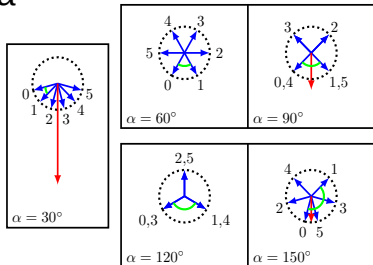 0 5
1 4
2 3
α = 30°
4 3
5 2
0 1
α = 60°
3 2
0,4 1,5
α = 90°
2,5
0,3 1,4
α = 120°
4 1
2 3
0 5
α = 150°